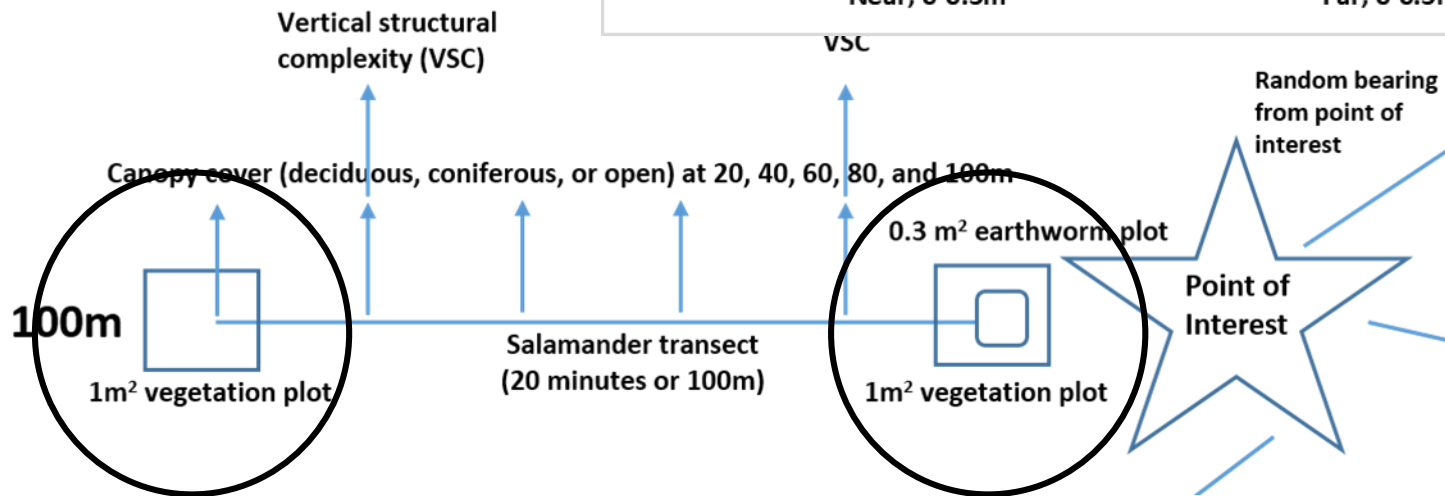 Vertical structural
complexity (VSC)
VSC
Random bearing
from point of
interest
Canopy cover (deciduous, coniferous, or open) at 20, 40, 60, 80, and 100m
0.3 m² earthworm plot
Point of
Interest
100m
Salamander transect
(20 minutes or 100m)
1m² vegetation plot
1m² vegetation plot